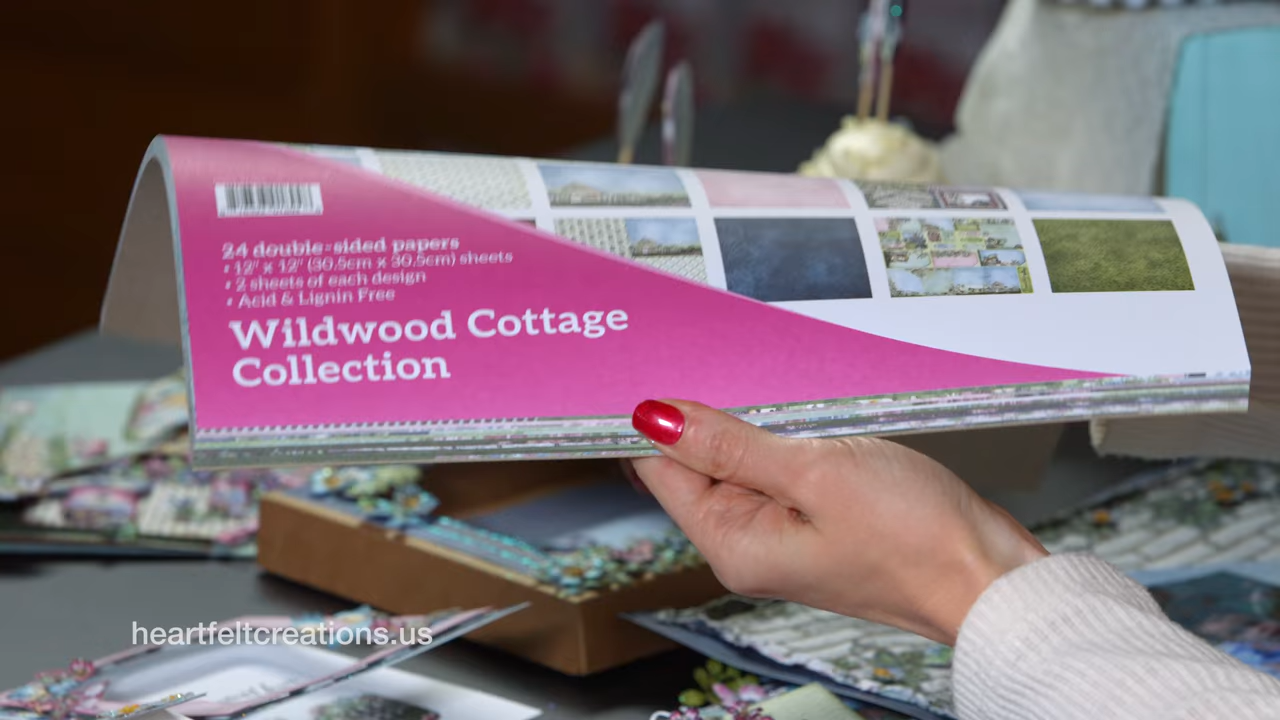 24 double-sided papers
• 12" x 12" (30.5cm x 30.5cm) sheets
• 2 sheets of each design
• Acid & Lignin Free
Wildwood Cottage
Collection
heartfeltcreations.us